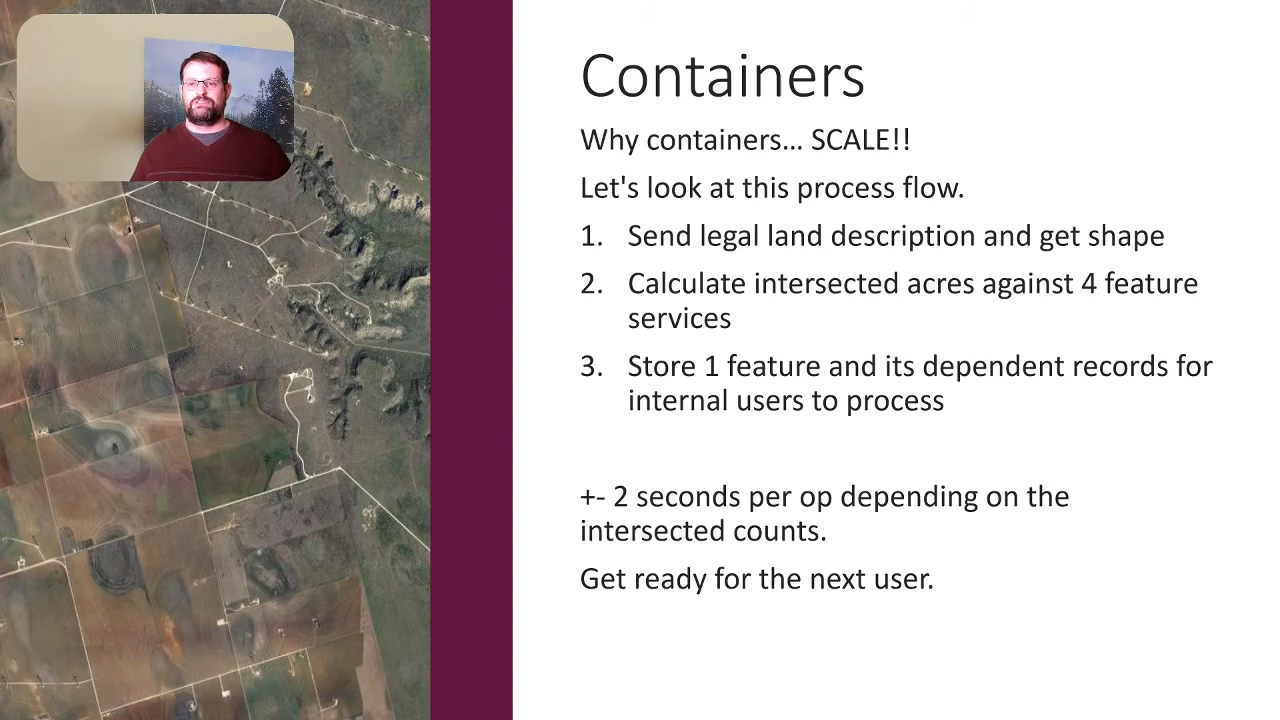 Containers
Why containers... SCALE!!
Let's look at this process flow.
1. Send legal land description and get shape
2. Calculate intersected acres against 4 feature
services
3. Store 1 feature and its dependent records for
internal users to process
+- 2 seconds per op depending on the
intersected counts.
Get ready for the next user.